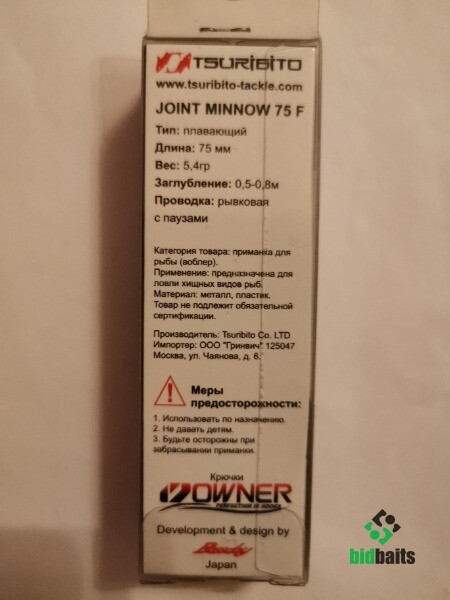 TSURIBITO
www.tsuribito-tackle.com
JOINT MINNOW 75 F
Тип: плавающий
Длина: 75 мм
Вес: 5,4гр
Заглубление: 0,5-0,8м
Проводка: рывковая
с паузами
Категория товара: приманка для
рыбы (воблер).
Применение: предназначена для
ловли хищных видов рыб.
Материал: металл, пластик.
Товар не подлежит обязательной
сертификации.
Производитель: Tsuribito Co. LTD
Импортер: ООО "Гринвич" 125047
Москва, ул. Чаянова, д. 6.
Меры
предосторожности:
1. Использовать по назначению.
2. Не давать детям.
3. Будьте осторожны при
забрасывании приманки.
Крючки
OWNER
PERFECTION IN HOOKS
Development & design by
Japan
bidbaits